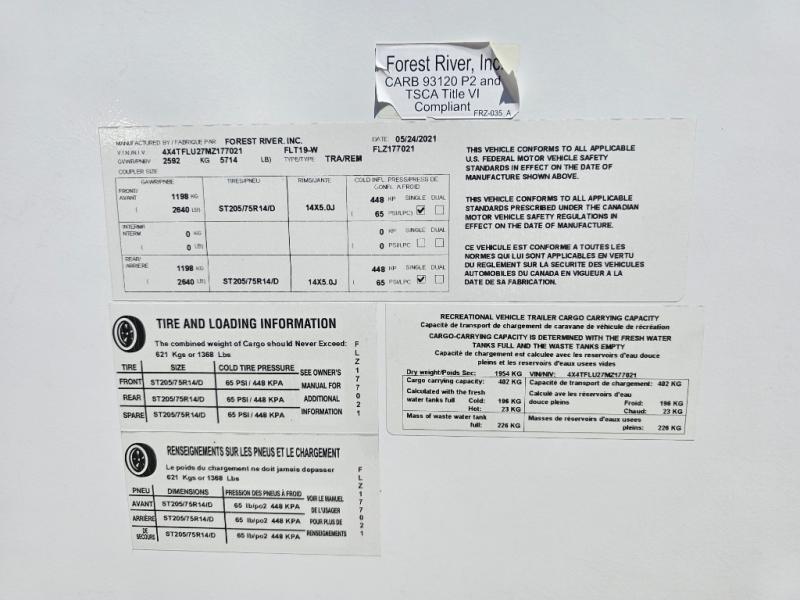 Forest River, Inc.
CARB 93120 P2 and
TSCA Title VI
Compliant
FRZ-035 A
MANUFACTURED BY / FABRIQUE PAR FOREST RIVER, INC. DATE 05/24/2021
V.I.N./N.I.V. 4X4TFLU27MZ177021 FLT19-W FLZ177021
GVWR/PNBV 2592 KG 5714 LB) TYPE/TYPE TRA/REM
COUPLER SIZE
GAWR/PNBE TIRES/PNEU RIMS/JANTE COLD INFL PRESS/PRESS DE
GONFL A FROID
FRONT/
AVANT 1198 KG 448 KP SINGLE DUAL
( 2640 LB) ST205/75R14/D 14X5.0J ( 65 PSI/LPC)
INTERM/
INTERM 0 KG 0 KP SINGLE DUAL
( 0 LB) ( 0 PSI/LPC
REAR/
ARRIÈRE 1198 KG 448 KP SINGLE DUAL
( 2640 LB) ST205/75R14/D 14X5.0J ( 65 PSI/LPC
THIS VEHICLE CONFORMS TO ALL APPLICABLE
U.S. FEDERAL MOTOR VEHICLE SAFETY
STANDARDS IN EFFECT ON THE DATE OF
MANUFACTURE SHOWN ABOVE.
THIS VEHICLE CONFORMS TO ALL APPLICABLE
STANDARDS PRESCRIBED UNDER THE CANADIAN
MOTOR VEHICLE SAFETY REGULATIONS IN
EFFECT ON THE DATE OF MANUFACTURE.
CE VEHICULE EST CONFORME A TOUTES LES
NORMES QUI LUI SONT APPLICABLES EN VERTU
DU REGLEMENT SUR LA SECURITE DES VEHICULES
AUTOMOBILES DU CANADA EN VIGUEUR A LA
DATE DE SA FABRICATION.
TIRE AND LOADING INFORMATION
The combined weight of Cargo should Never Exceed:
621 Kgs or 1368 Lbs
TIRE SIZE COLD TIRE PRESSURE SEE OWNER'S
MANUAL FOR
ADDITIONAL
INFORMATION
FRONT ST205/75R14/D 65 PSI / 448 KPA
REAR ST205/75R14/D 65 PSI / 448 KPA
SPARE ST205/75R14/D 65 PSI / 448 KPA
FLZ177021
RECREATIONAL VEHICLE TRAILER CARGO CARRYING CAPACITY
Capacité de transport de chargement de caravane de véhicule de récréation
CARGO-CARRYING CAPACITY IS DETERMINED WITH THE FRESH WATER
TANKS FULL AND THE WASTE TANKS EMPTY
Capacité de chargement est calculée avec les reservoirs d'eau douce
pleins et les reservoirs d'eaux usees vides
Dry weight/Poids Sec: 1954 KG VIN/NIV: 4X4TFLU27MZ177021
Cargo carrying capacity: 402 KG Capacité de transport de chargement: 402 KG
Calculated with the fresh Calculé ave les réservoirs d'eau
water tanks full Cold: 196 KG douce pleins Froid: 196 KG
Hot: 23 KG Chaud: 23 KG
Mass of waste water tank Masses de réservoirs d'eaux usees
full: 226 KG pleins: 226 KG
RENSEIGNEMENTS SUR LES PNEUS ET LE CHARGEMENT
Le poids du chargement ne doit jamais depasser
621 Kgs or 1368 Lbs
PNEU DIMENSIONS PRESSION DES PNEUS À FROID VOIR LE MANUEL
DE L'USAGER
POUR PLUS DE
RENSEIGNEMENTS
AVANT ST205/75R14/D 65 lb/po2 448 KPA
ARRIÈRE ST205/75R14/D 65 lb/po2 448 KPA
DE
SECOURS ST205/75R14/D 65 lb/po2 448 KPA
FLZ177021